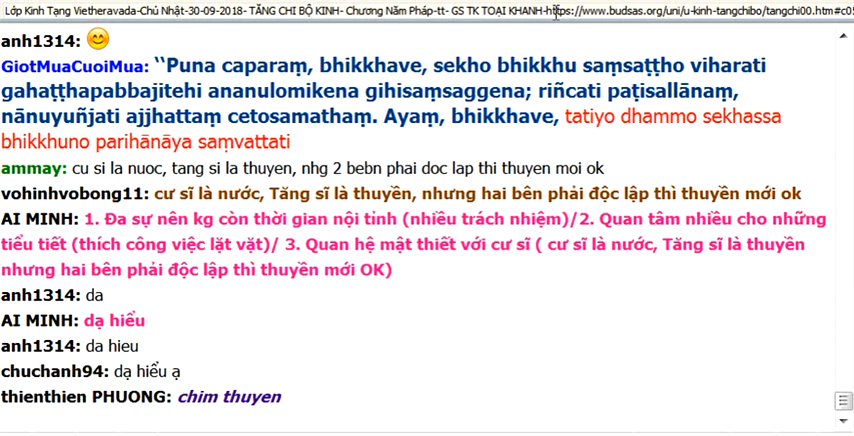 Lớp Kinh Tạng Vietheravada-Chủ Nhật-30-09-2018- TĂNG CHI BỘ KINH- Chương Năm Pháp-tt- GS TK TOẠI KHANH-https://www.budsas.org/uni/u-kinh-tangchibo/tangchi00.htm#c05
anh1314:
GiotMuaCuoiMua: ‘‘Puna caparaṃ, bhikkhave, sekho bhikkhu saṃsaṭṭho viharati
gahaṭṭhapabbajitehi ananulomikena gihisaṃsaggena; riñcati paṭisallānaṃ,
nānuyuñjati ajjhattaṃ cetosamathaṃ. Ayaṃ, bhikkhave, tatiyo dhammo sekhassa
bhikkhuno parihānāya saṃvattati
ammay: cu si la nuoc, tang si la thuyen, nhg 2 bebn phai doc lap thi thuyen moi ok
vohinhvobong11: cư sĩ là nước, Tăng sĩ là thuyền, nhưng hai bên phải độc lập thì thuyền mới ok
AI MINH: 1. Đa sự nên kg còn thời gian nội tỉnh (nhiều trách nhiệm)/2. Quan tâm nhiều cho những
tiểu tiết (thích công việc lặt vặt)/ 3. Quan hệ mật thiết với cư sĩ ( cư sĩ là nước, Tăng sĩ là thuyền
nhưng hai bên phải độc lập thì thuyền mới OK)
anh1314: da
AI MINH: dạ hiểu
anh1314: da hieu
chuchanh94: dạ hiểu ạ
thienthien PHUONG: chim thuyen